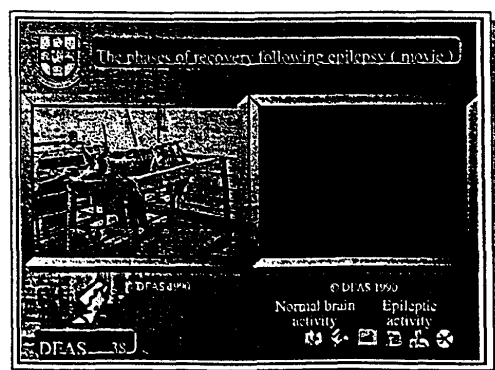 The phases of recovery following epilepsy ( movie )
© DEAS 1990
© DEAS 1990
Normal brain activity
Epileptic activity
DEAS 38